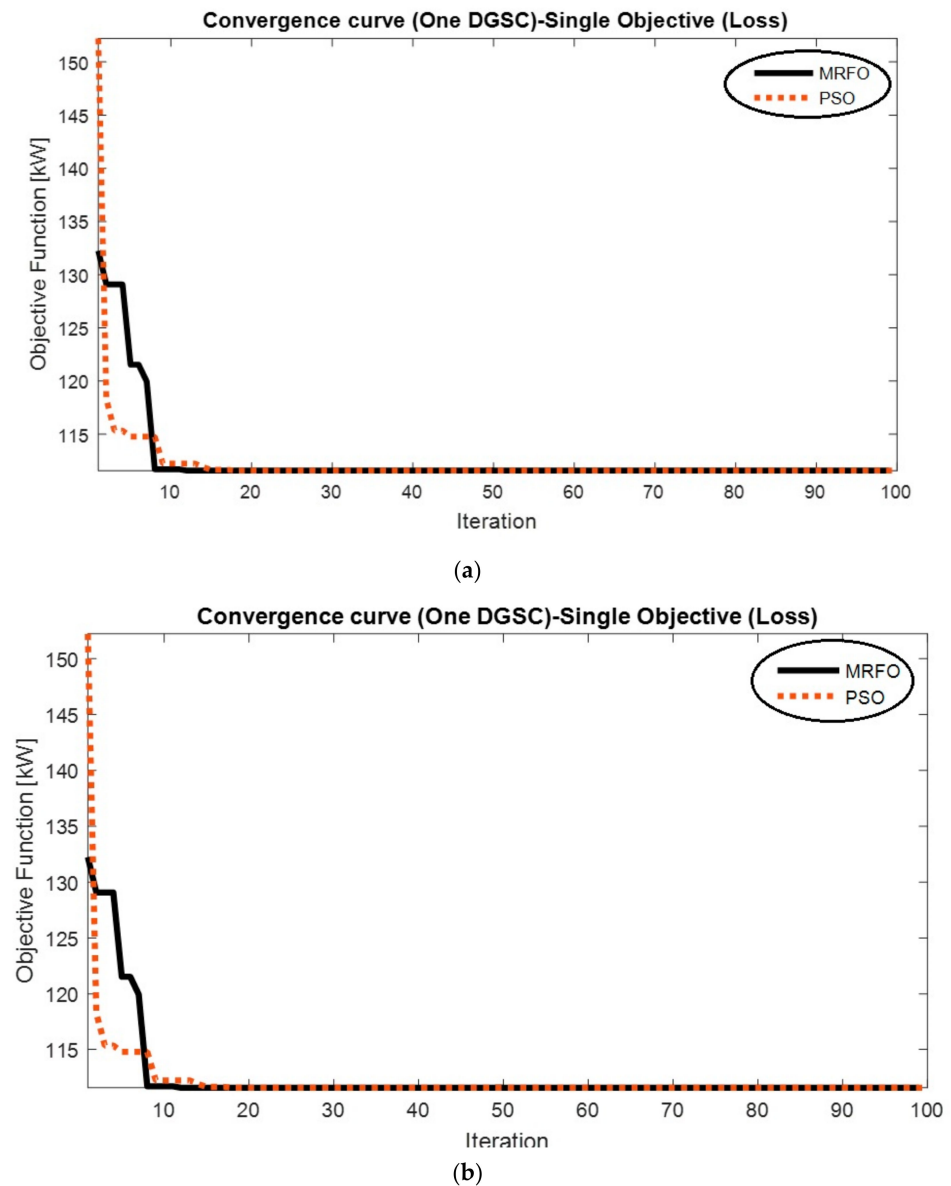 Convergence curve (One DGSC)-Single Objective (Loss)
150
145
140
135
130
125
120
115
Objective Function [kW]
MRFO
PSO
10 20 30 40 50 60 70 80 90 100
Iteration
(a)
Convergence curve (One DGSC)-Single Objective (Loss)
150
145
140
135
130
125
120
115
Objective Function [kW]
MRFO
PSO
10 20 30 40 50 60 70 80 90 100
Iteration
(b)